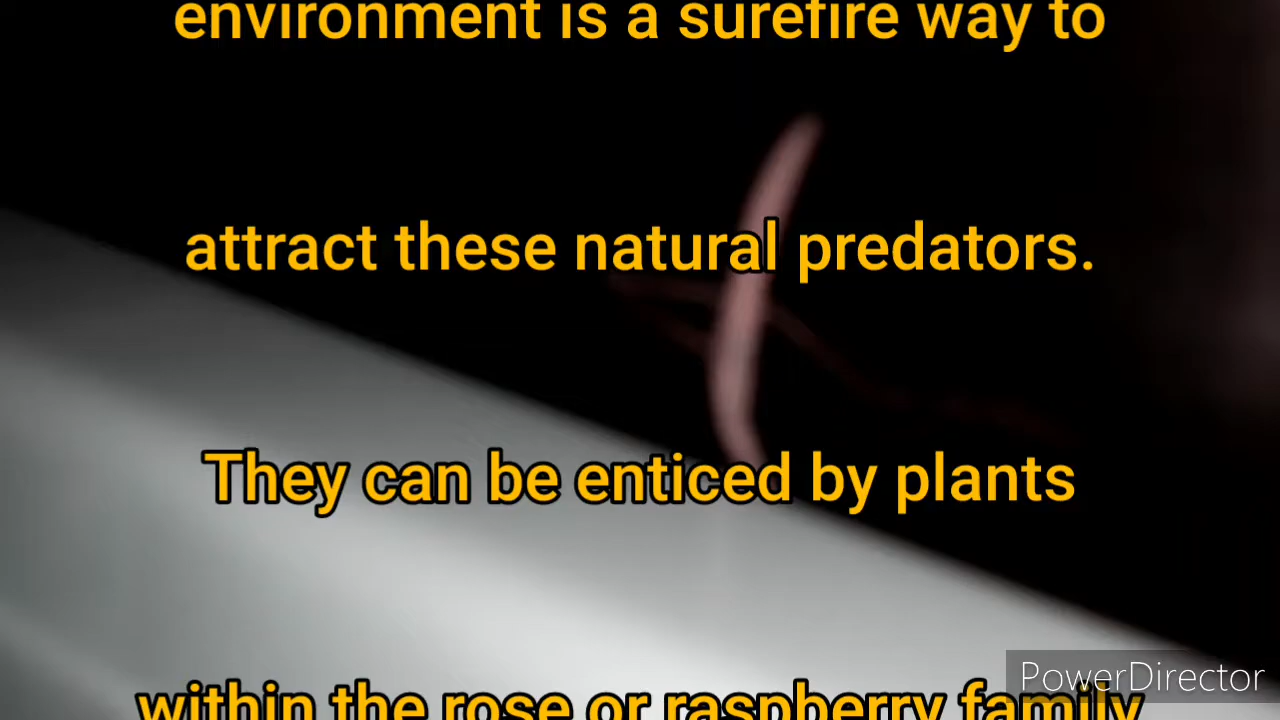 environment is a surefire way to
attract these natural predators.
They can be enticed by plants
within the rose or raspberry family
PowerDirector